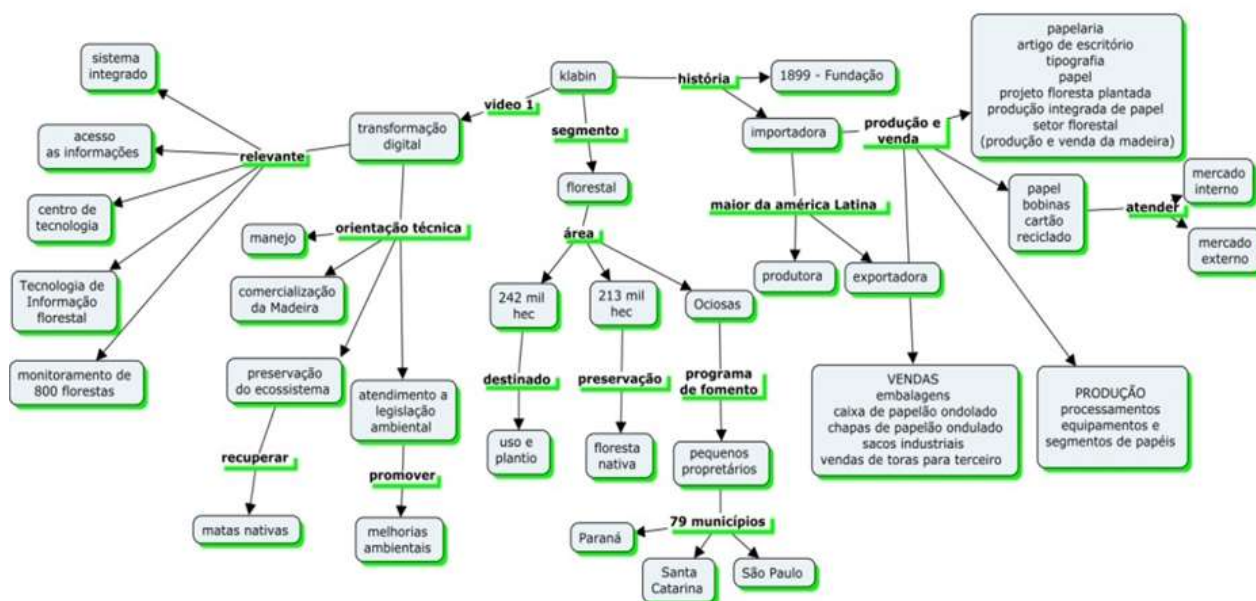 papelaria
artigo de escritório
tipografia
papel
projeto floresta plantada
produção integrada de papel
setor florestal
(produção e venda da madeira)
sistema
integrado
klabin
história
1899 - Fundação
video 1
transformação
digital
segmento
importadora
produção e
venda
acesso
as informações
relevante
florestal
papel
bobinas
cartão
reciclado
atender
mercado
interno
mercado
externo
centro de
tecnologia
manejo
orientação técnica
área
maior da américa Latina
produtora
exportadora
Tecnologia de
Informação
florestal
comercialização
da Madeira
242 mil
hec
213 mil
hec
Ociosas
monitoramento de
800 florestas
preservação
do ecossistema
atendimento a
legislação
ambiental
destinado
preservação
programa
de fomento
VENDAS
embalagens
caixa de papelão ondolado
chapas de papelão ondulado
sacos industriais
vendas de toras para terceiro
PRODUÇÃO
processamentos
equipamentos e
segmentos de papéis
uso e
plantio
floresta
nativa
pequenos
propretários
recuperar
promover
matas nativas
melhorias
ambientais
79 municípios
Paraná
Santa
Catarina
São Paulo